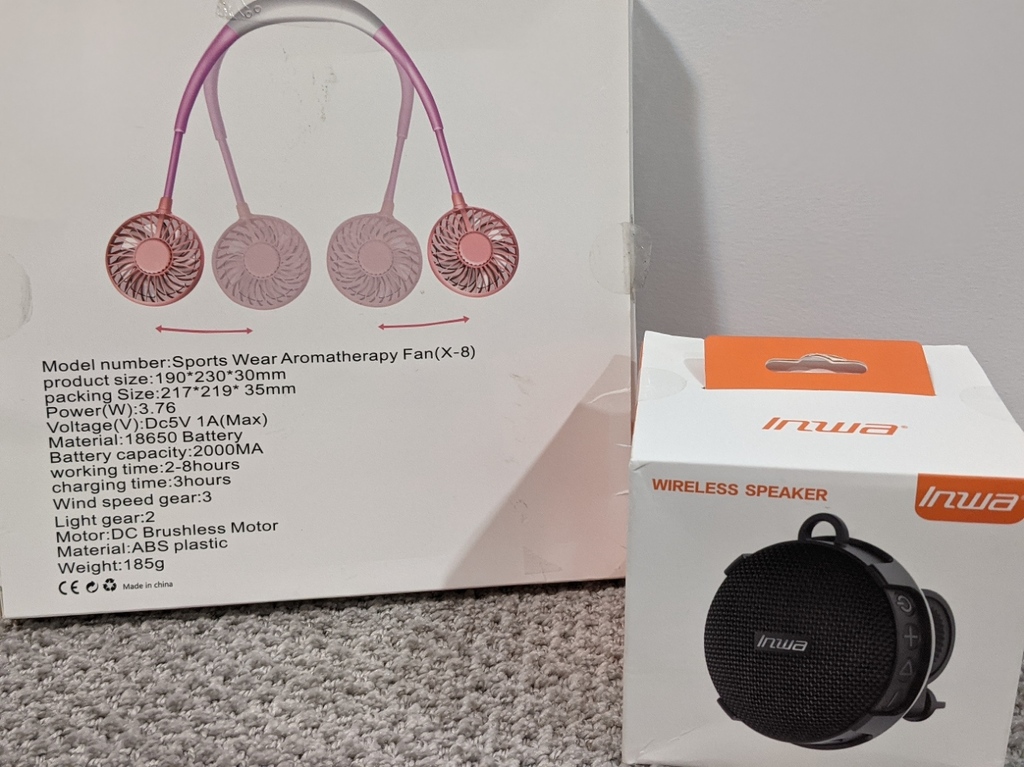 Model number:Sports Wear Aromatherapy Fan(X-8)
product size:190*230*30mm
packing Size:217*219* 35mm
Power(W):3.76
Voltage(V):Dc5V 1A(Max)
Material:18650 Battery
Battery capacity:2000MA
working time:2-8hours
charging time:3hours
Wind speed gear:3
Light gear:2
Motor:DC Brushless Motor
Material:ABS plastic
Weight:185g
CE Made in china
Inwa
WIRELESS SPEAKER
Inwa
Inwa